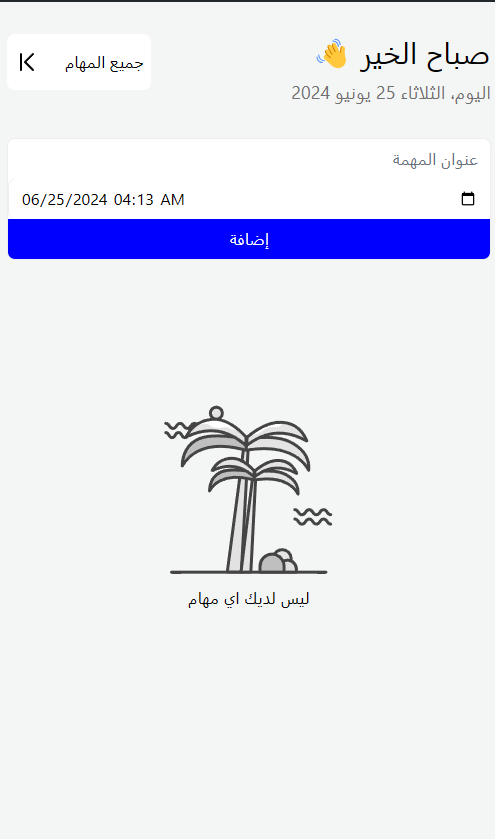 صباح الخير 👋
اليوم، الثلاثاء 25 يونيو 2024
جميع المهام
عنوان المهمة
06/25/2024 04:13 AM
إضافة
ليس لديك اي مهام